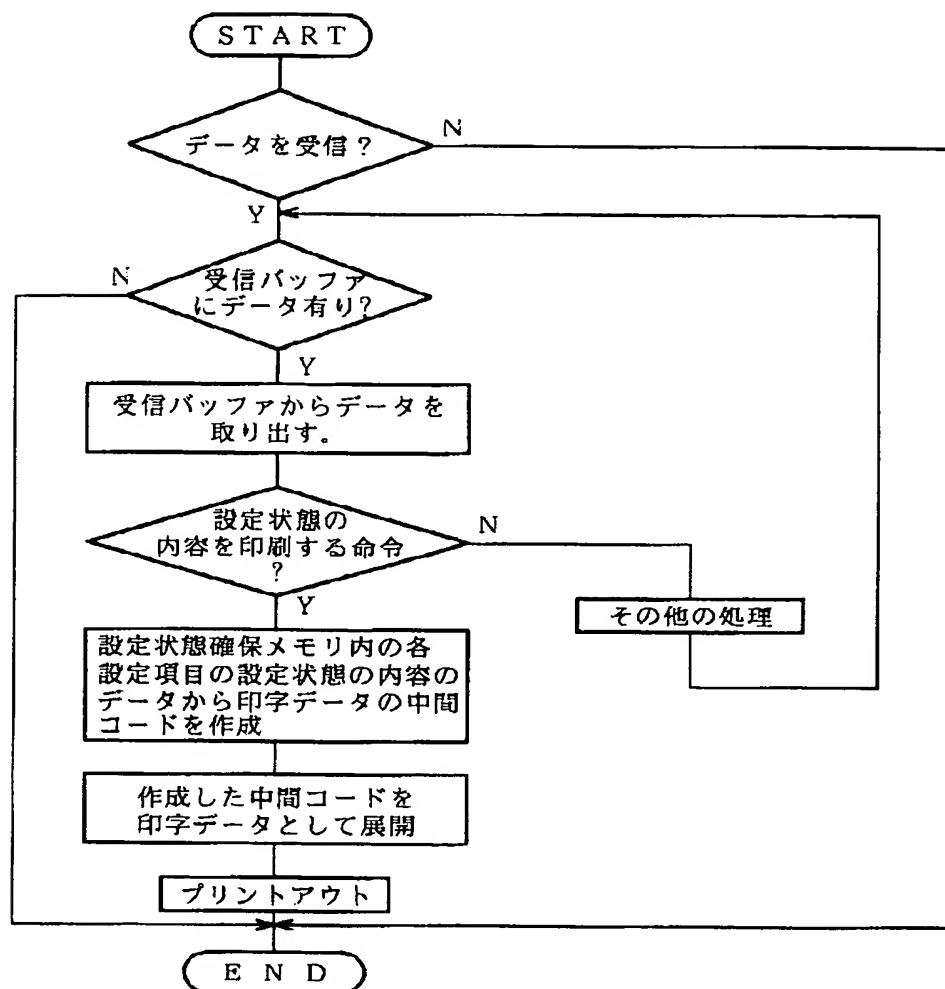 START
データを受信?
N
Y
N
受信バッファ
にデータ有り?
Y
受信バッファからデータを
取り出す。
設定状態の
内容を印刷する命令
?
N
Y
その他の処理
設定状態確保メモリ内の各
設定項目の設定状態の内容の
データから印字データの中間
コードを作成
作成した中間コードを
印字データとして展開
プリントアウト
END